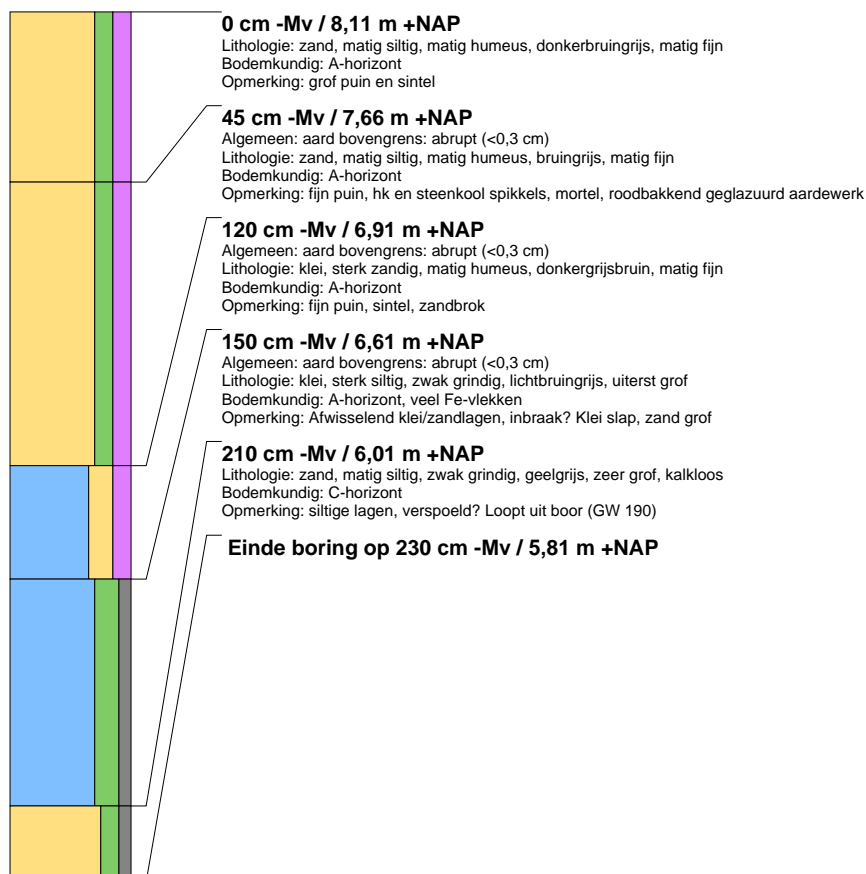 0 cm -Mv / 8,11 m +NAP
Lithologie: zand, matig siltig, matig humeus, donkerbruingrijs, matig fijn
Bodemkundig: A-horizont
Opmerking: grof puin en sintel
45 cm -Mv / 7,66 m +NAP
Algemeen: aard bovengrens: abrupt (<0,3 cm)
Lithologie: zand, matig siltig, matig humeus, bruingrijs, matig fijn
Bodemkundig: A-horizont
Opmerking: fijn puin, hk en steenkool spikkels, mortel, roodbakkend geglazuurd aardewerk
120 cm -Mv / 6,91 m +NAP
Algemeen: aard bovengrens: abrupt (<0,3 cm)
Lithologie: klei, sterk zandig, matig humeus, donkergrijsbruin, matig fijn
Bodemkundig: A-horizont
Opmerking: fijn puin, sintel, zandbrok
150 cm -Mv / 6,61 m +NAP
Algemeen: aard bovengrens: abrupt (<0,3 cm)
Lithologie: klei, sterk siltig, zwak grindig, lichtbruingrijs, uiterst grof
Bodemkundig: A-horizont, veel Fe-vlekken
Opmerking: Afwisselend klei/zandlagen, inbraak? Klei slap, zand grof
210 cm -Mv / 6,01 m +NAP
Lithologie: zand, matig siltig, zwak grindig, geelgrijs, zeer grof, kalkloos
Bodemkundig: C-horizont
Opmerking: siltige lagen, verspoeld? Loopt uit boor (GW 190)
Einde boring op 230 cm -Mv / 5,81 m +NAP